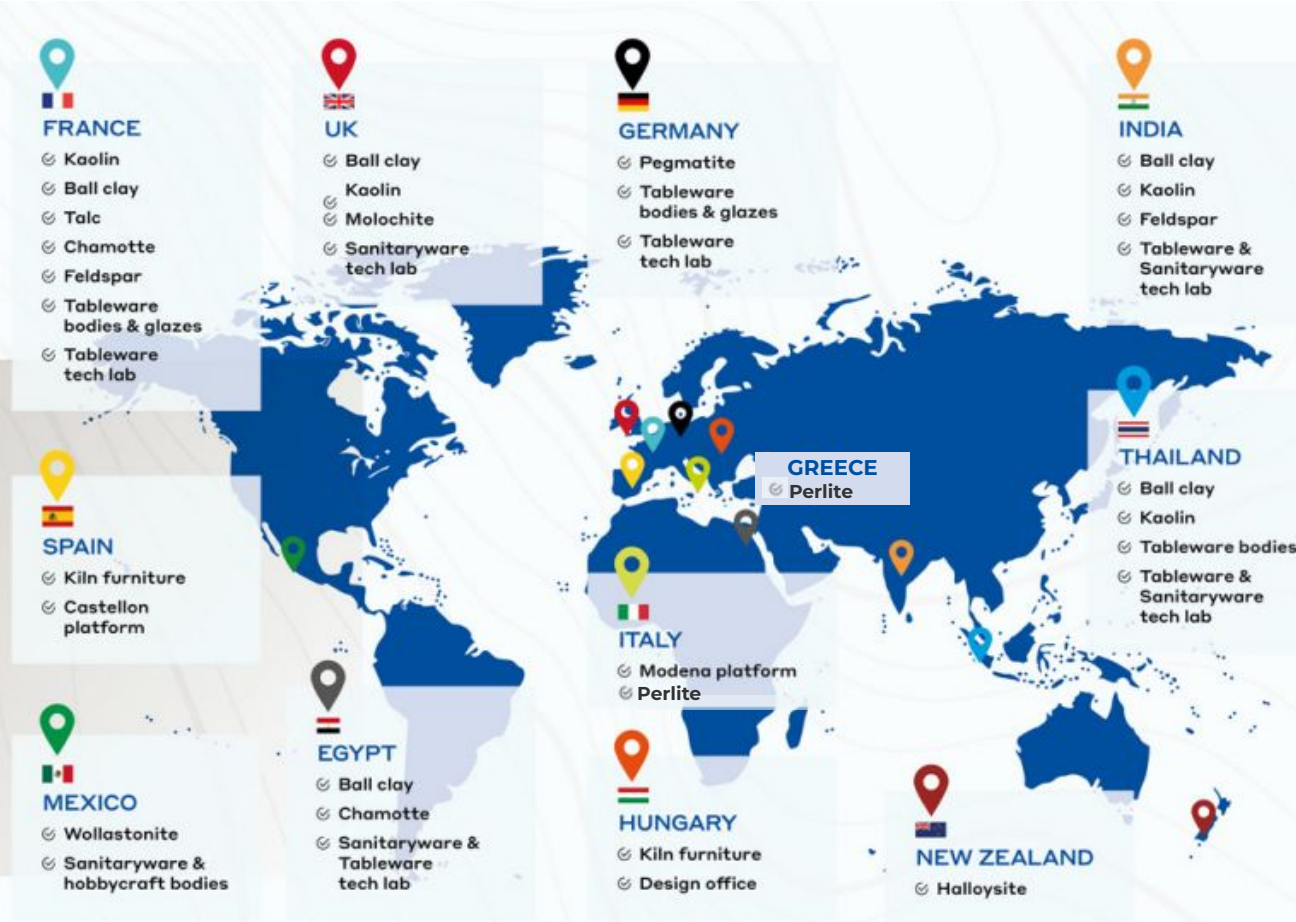 FRANCE
Kaolin
Ball clay
Talc
Chamotte
Feldspar
Tableware
bodies & glazes
Tableware
tech lab
UK
Ball clay
Kaolin
Molochite
Sanitaryware
tech lab
GERMANY
Pegmatite
Tableware
bodies & glazes
Tableware
tech lab
INDIA
Ball clay
Kaolin
Feldspar
Tableware &
Sanitaryware
tech lab
SPAIN
Kiln furniture
Castellon
platform
GREECE
Perlite
THAILAND
Ball clay
Kaolin
Tableware bodies
Tableware &
Sanitaryware
tech lab
ITALY
Modena platform
Perlite
MEXICO
Wollastonite
Sanitaryware &
hobbycraft bodies
EGYPT
Ball clay
Chamotte
Sanitaryware &
Tableware
tech lab
HUNGARY
Kiln furniture
Design office
NEW ZEALAND
Halloysite